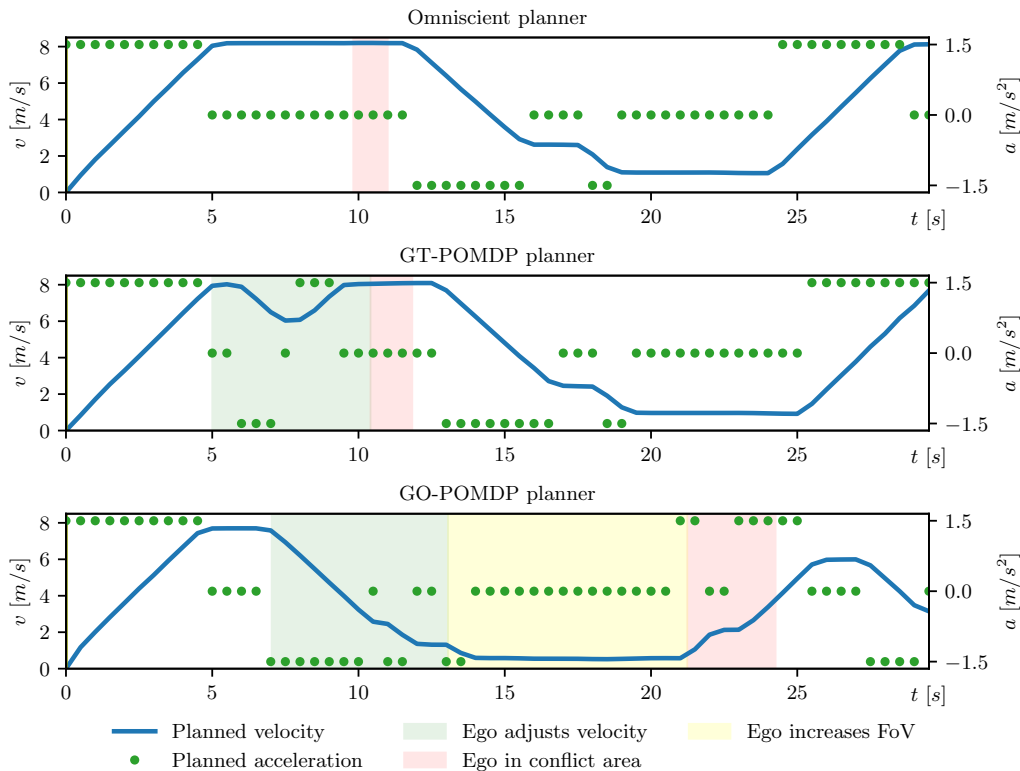 Omniscient planner
8
6
4
2
0
v [m/s]
1.5
0.0
−1.5
a [m/s²]
0 5 10 15 20 25 t [s]
GT-POMDP planner
8
6
4
2
0
v [m/s]
1.5
0.0
−1.5
a [m/s²]
0 5 10 15 20 25 t [s]
GO-POMDP planner
8
6
4
2
0
v [m/s]
1.5
0.0
−1.5
a [m/s²]
0 5 10 15 20 25 t [s]
Planned velocity Ego adjusts velocity Ego increases FoV
Planned acceleration Ego in conflict area